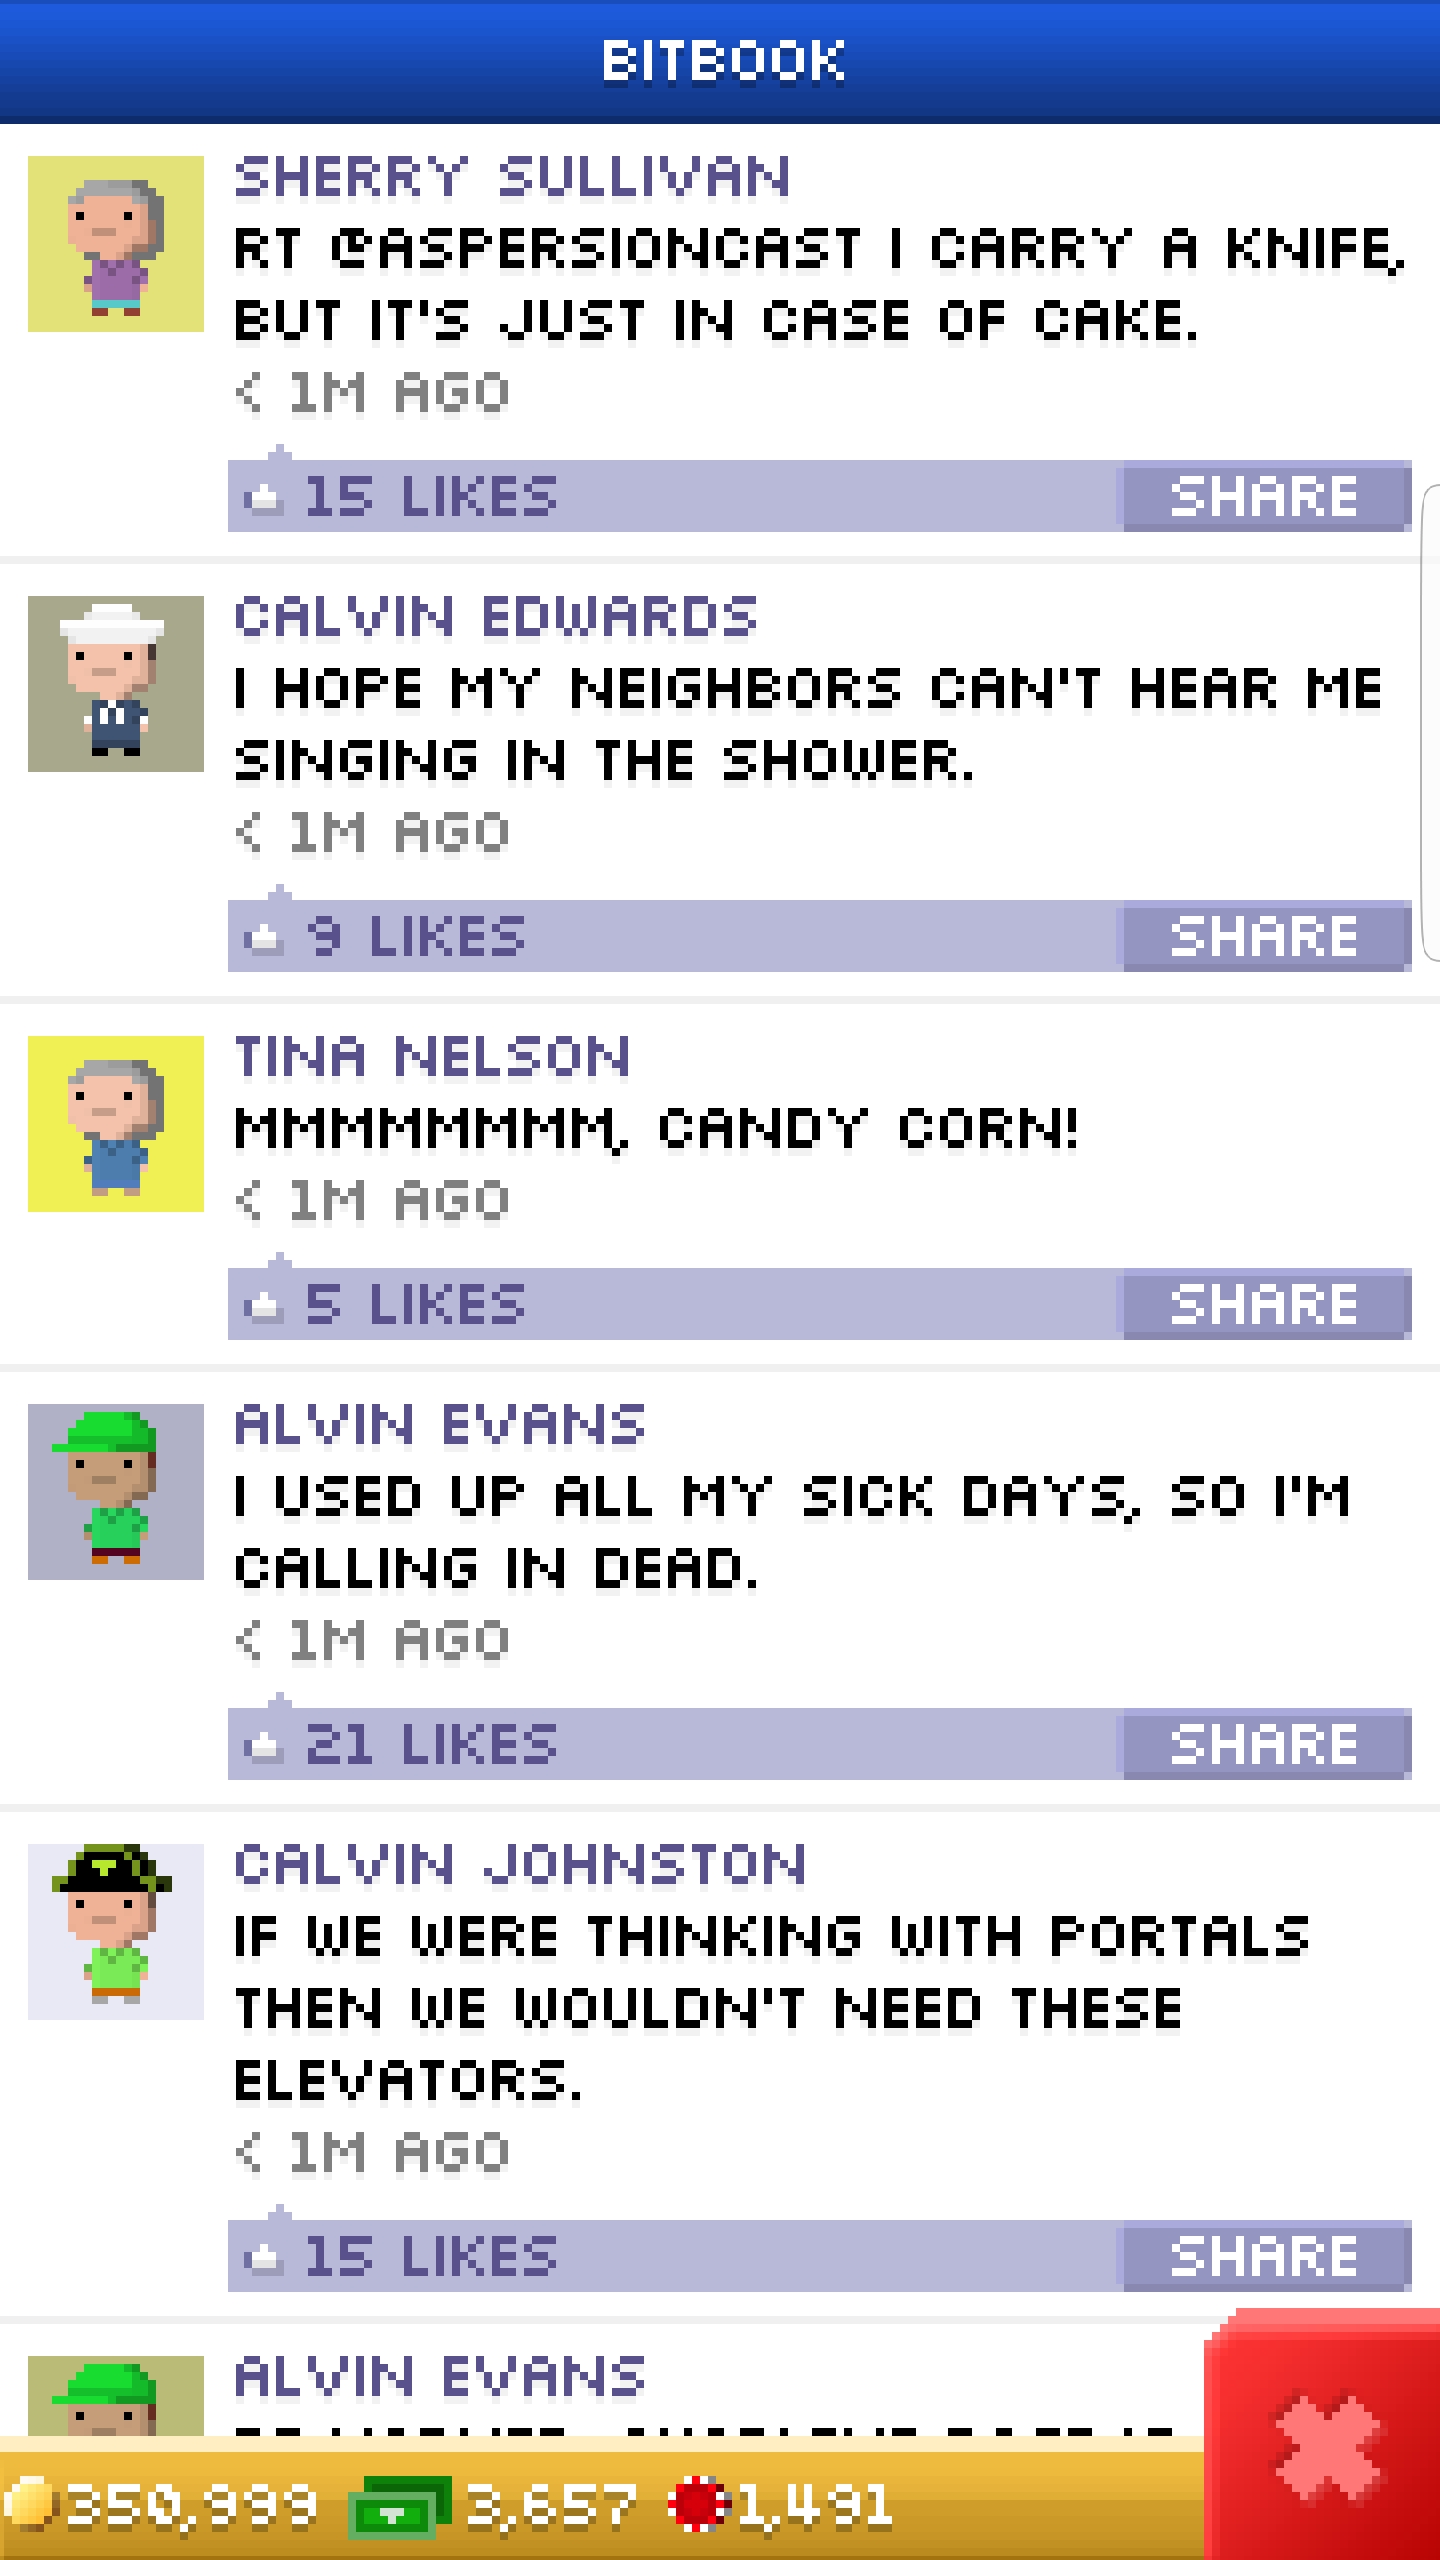 BITBOOK
SHERRY SULLIVAN
RT @ASPERSIONCAST I CARRY A KNIFE,
BUT IT'S JUST IN CASE OF CAKE.
< 1M AGO
15 LIKES SHARE
CALVIN EDWARDS
I HOPE MY NEIGHBORS CAN'T HEAR ME
SINGING IN THE SHOWER.
< 1M AGO
9 LIKES SHARE
TINA NELSON
MMMMMMMM, CANDY CORN!
< 1M AGO
5 LIKES SHARE
ALVIN EVANS
I USED UP ALL MY SICK DAYS, SO I'M
CALLING IN DEAD.
< 1M AGO
21 LIKES SHARE
CALVIN JOHNSTON
IF WE WERE THINKING WITH PORTALS
THEN WE WOULDN'T NEED THESE
ELEVATORS.
< 1M AGO
15 LIKES SHARE
ALVIN EVANS
350,999 3,657 1,491